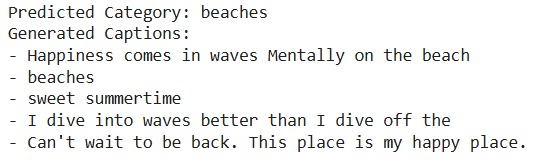 Predicted Category: beaches
Generated Captions:
- Happiness comes in waves Mentally on the beach
- beaches
- sweet summertime
- I dive into waves better than I dive off the
- Can't wait to be back. This place is my happy place.